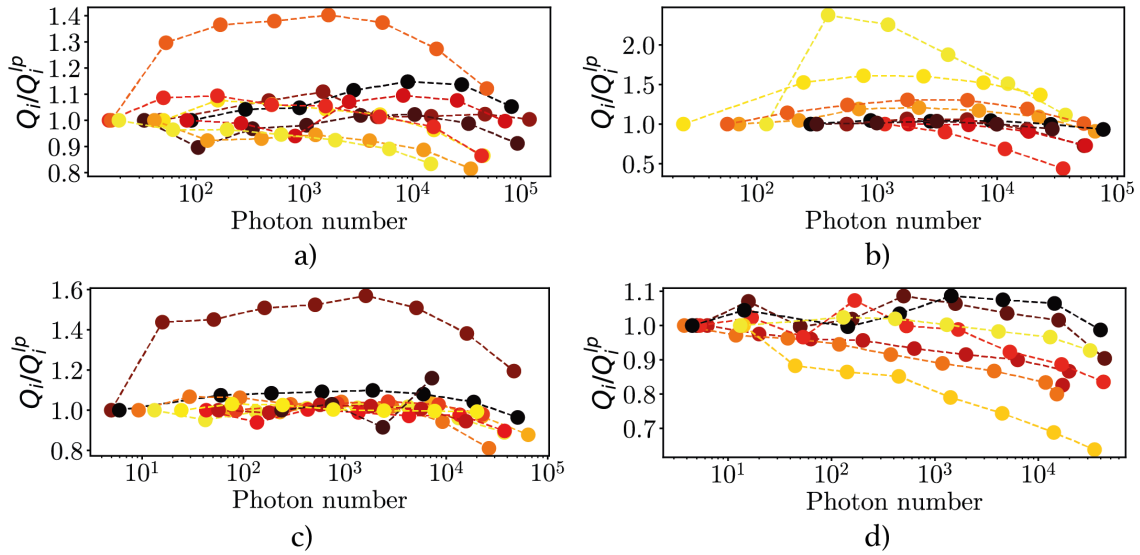 1.4
1.3
1.2
1.1
1.0
0.9
0.8
Q_i/Q_i^{lp}
10^2 10^3 10^4 10^5
Photon number
a)
2.0
1.5
1.0
0.5
Q_i/Q_i^{lp}
10^2 10^3 10^4 10^5
Photon number
b)
1.6
1.4
1.2
1.0
0.8
Q_i/Q_i^{lp}
10^1 10^2 10^3 10^4 10^5
Photon number
c)
1.1
1.0
0.9
0.8
0.7
Q_i/Q_i^{lp}
10^1 10^2 10^3 10^4
Photon number
d)